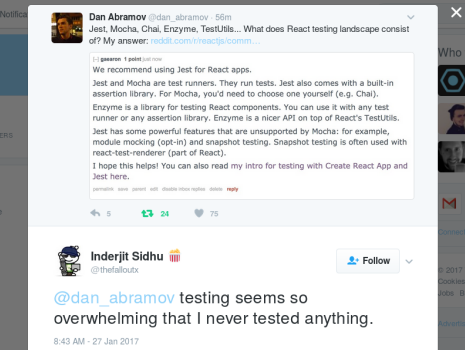 Notifica
Dan Abramov @dan_abramov · 56m
Jest, Mocha, Chai, Enzyme, TestUtils... What does React testing landscape consist
of? My answer: reddit.com/r/reactjs/comm...
[-] gaearon 1 point just now
We recommend using Jest for React apps.
Jest and Mocha are test runners. They run tests. Jest also comes with a built-in
assertion library. For Mocha, you'd need to choose one yourself (e.g. Chai).
Enzyme is a library for testing React components. You can use it with any test
runner or any assertion library. Enzyme is a nicer API on top of React's TestUtils.
Jest has some powerful features that are unsupported by Mocha: for example,
module mocking (opt-in) and snapshot testing. Snapshot testing is often used with
react-test-renderer (part of React).
I hope this helps! You can also read my intro for testing with Create React App and
Jest here.
permalink save parent edit disable inbox replies delete reply
5 24 75
Inderjit Sidhu
@thefalloutx
Follow
@dan_abramov testing seems so
overwhelming that I never tested anything.
8:43 AM - 27 Jan 2017
ERS
Who
Connect
© 2017
Cookies
Jobs B
Advertis